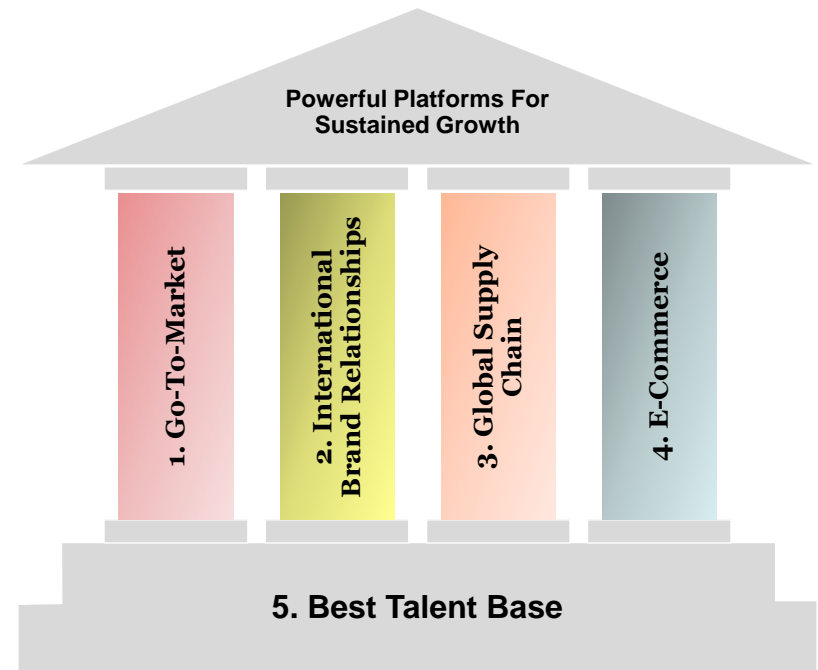 Powerful Platforms For
Sustained Growth
1. Go-To-Market
2. International
Brand Relationships
3. Global Supply
Chain
4. E-Commerce
5. Best Talent Base